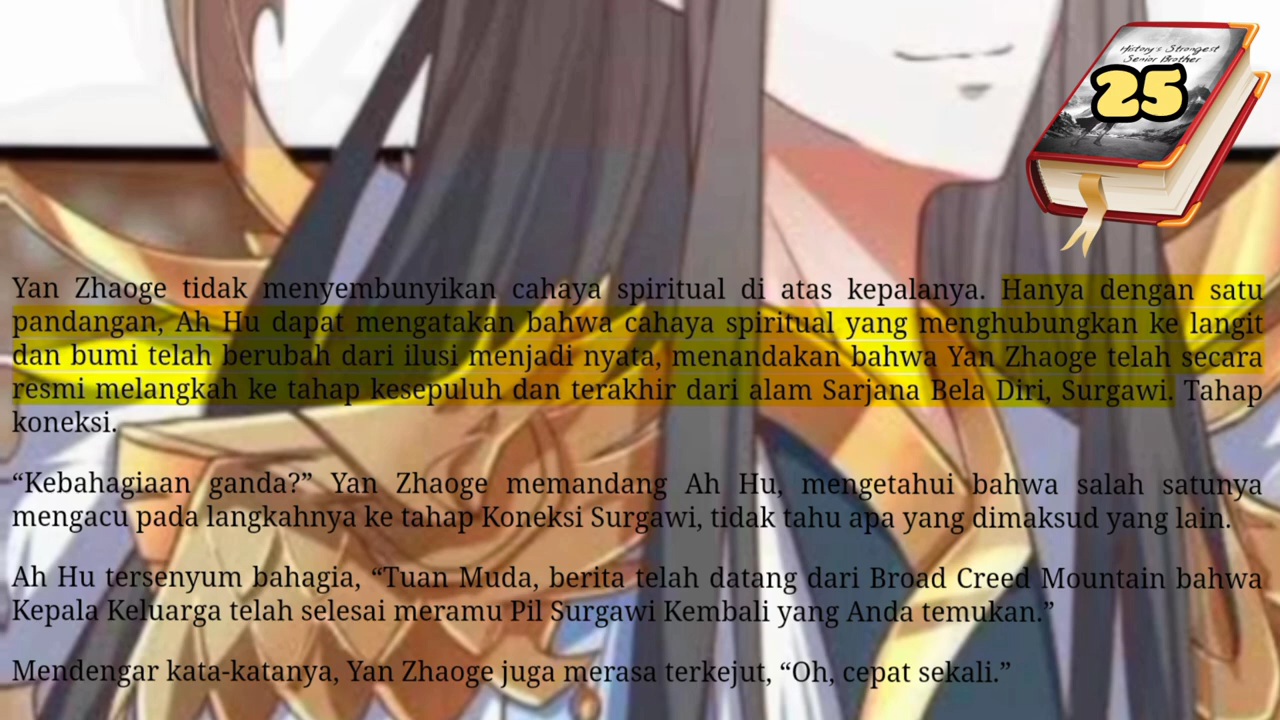 History's Strongest
Senior Brother
25
Yan Zhaoge tidak menyembunyikan cahaya spiritual di atas kepalanya. Hanya dengan satu
pandangan, Ah Hu dapat mengatakan bahwa cahaya spiritual yang menghubungkan ke langit
dan bumi telah berubah dari ilusi menjadi nyata, menandakan bahwa Yan Zhaoge telah secara
resmi melangkah ke tahap kesepuluh dan terakhir dari alam Sarjana Bela Diri, Surgawi. Tahap
koneksi.
“Kebahagiaan ganda?” Yan Zhaoge memandang Ah Hu, mengetahui bahwa salah satunya
mengacu pada langkahnya ke tahap Koneksi Surgawi, tidak tahu apa yang dimaksud yang lain.
Ah Hu tersenyum bahagia, “Tuan Muda, berita telah datang dari Broad Creed Mountain bahwa
Kepala Keluarga telah selesai meramu Pil Surgawi Kembali yang Anda temukan.”
Mendengar kata-katanya, Yan Zhaoge juga merasa terkejut, “Oh, cepat sekali.”